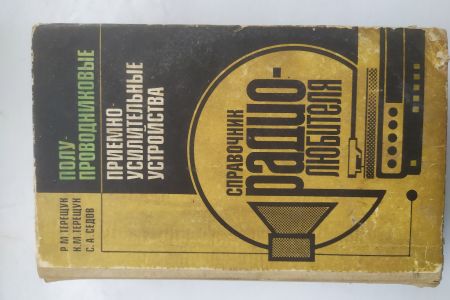 Р. М. ТЕРЕЩУК
К. М. ТЕРЕЩУК
С. А. СЕДОВ
ПОЛУ-
ПРОВОДНИКОВЫЕ
ПРИЕМНО-
УСИЛИТЕЛЬНЫЕ
УСТРОЙСТВА
СПРАВОЧНИК
РАДИО-
ЛЮБИТЕЛЯ